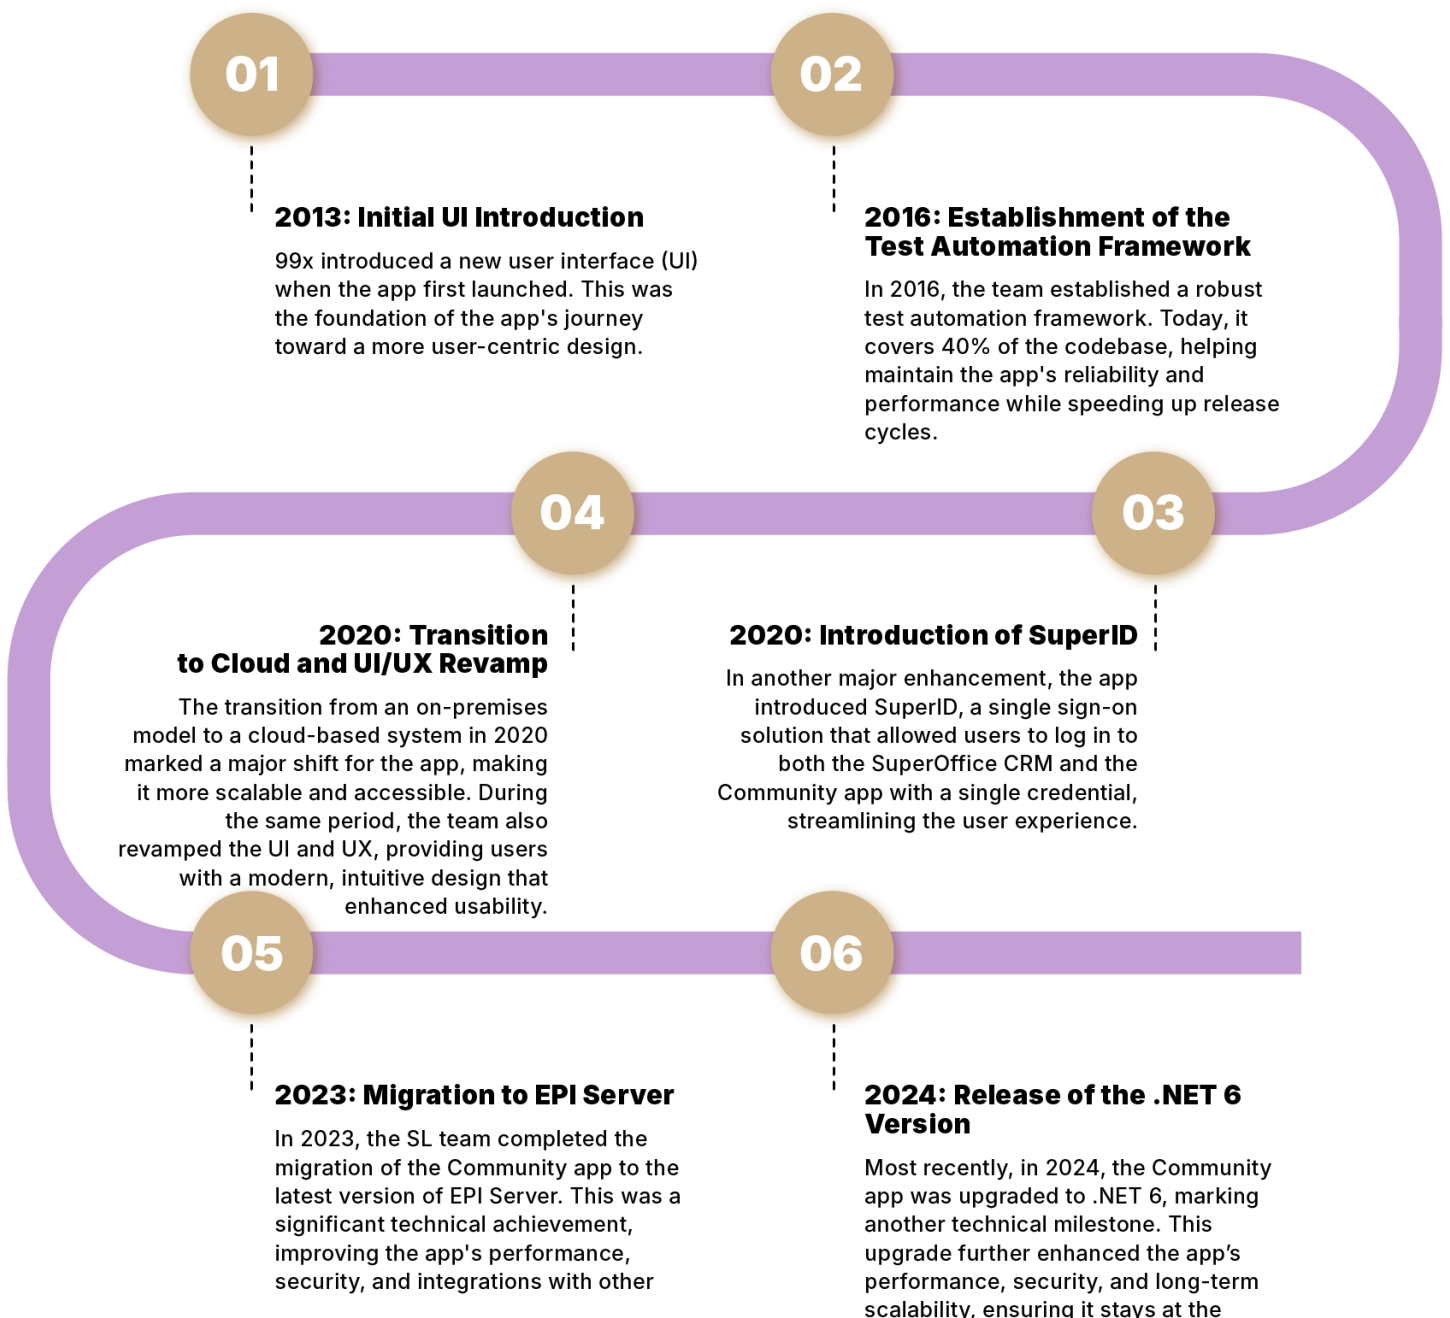 01
2013: Initial UI Introduction
99x introduced a new user interface (UI)
when the app first launched. This was
the foundation of the app's journey
toward a more user-centric design.
02
2016: Establishment of the
Test Automation Framework
In 2016, the team established a robust
test automation framework. Today, it
covers 40% of the codebase, helping
maintain the app's reliability and
performance while speeding up release
cycles.
03
2020: Introduction of SuperID
In another major enhancement, the app
introduced SuperID, a single sign-on
solution that allowed users to log in to
both the SuperOffice CRM and the
Community app with a single credential,
streamlining the user experience.
04
2020: Transition
to Cloud and UI/UX Revamp
The transition from an on-premises
model to a cloud-based system in 2020
marked a major shift for the app, making
it more scalable and accessible. During
the same period, the team also
revamped the UI and UX, providing users
with a modern, intuitive design that
enhanced usability.
05
2023: Migration to EPI Server
In 2023, the SL team completed the
migration of the Community app to the
latest version of EPI Server. This was a
significant technical achievement,
improving the app's performance,
security, and integrations with other
06
2024: Release of the .NET 6
Version
Most recently, in 2024, the Community
app was upgraded to .NET 6, marking
another technical milestone. This
upgrade further enhanced the app’s
performance, security, and long-term
scalability, ensuring it stays at the